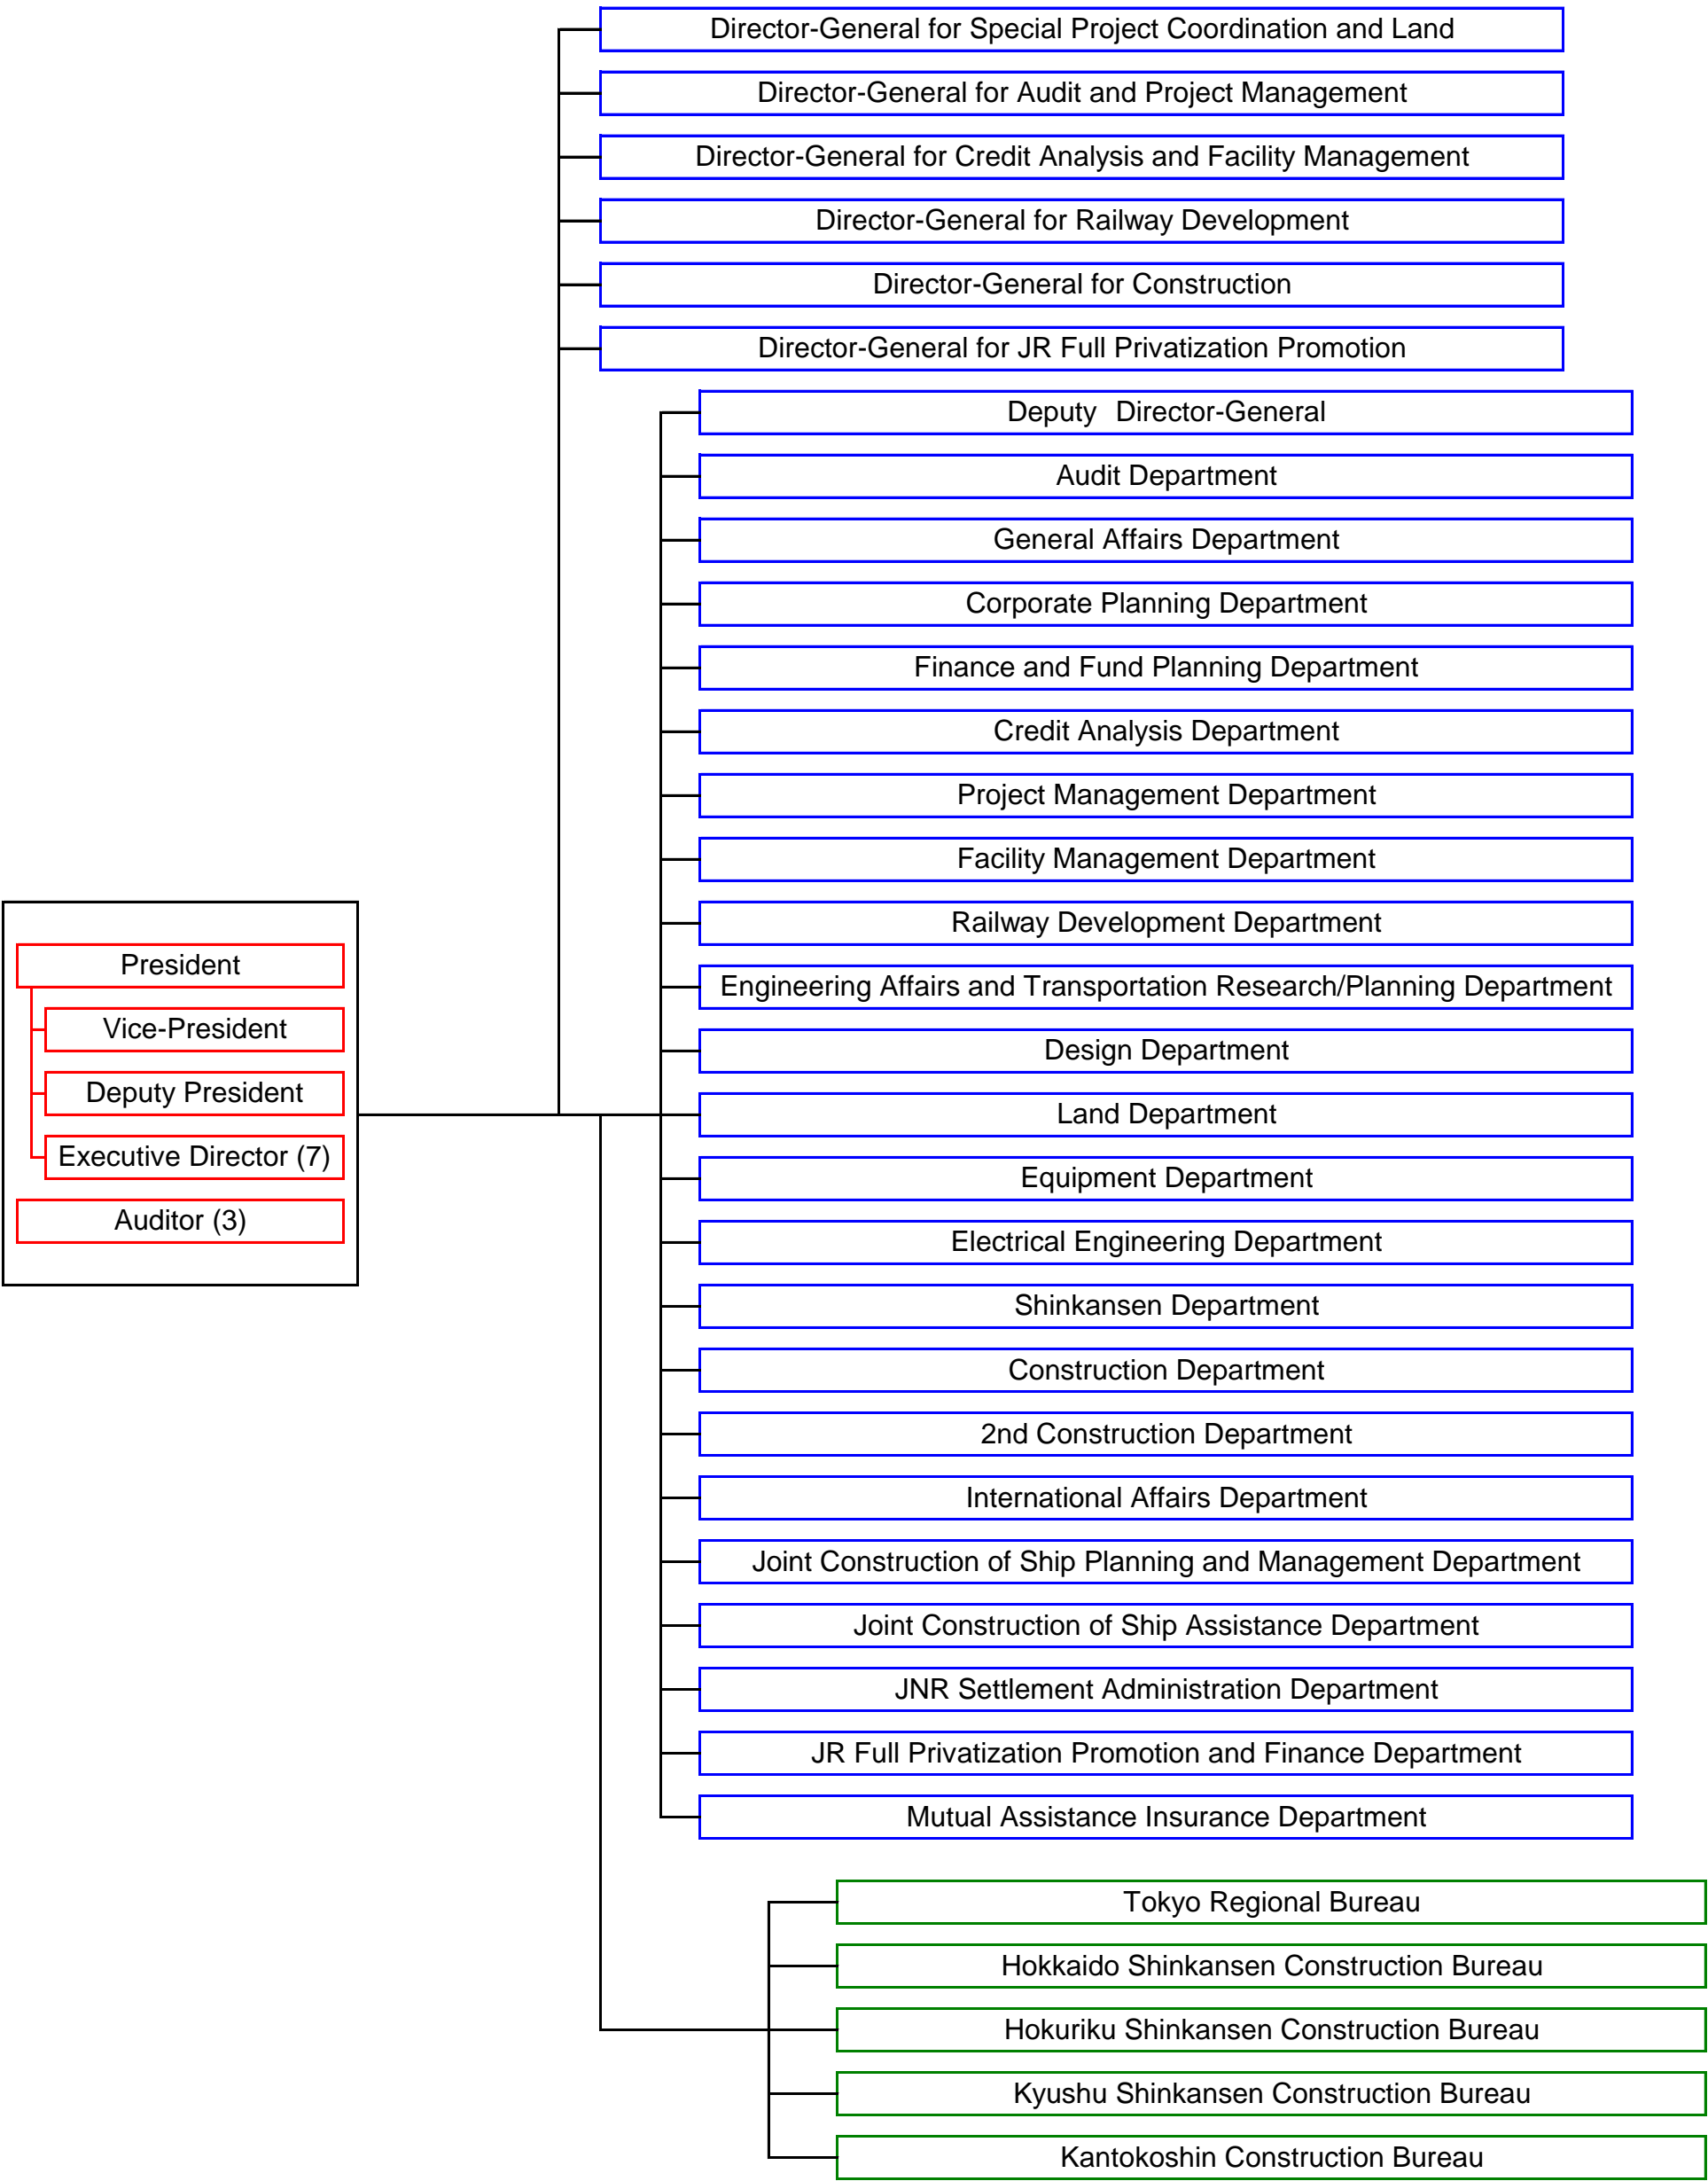 Director-General for Special Project Coordination and Land
Director-General for Audit and Project Management
Director-General for Credit Analysis and Facility Management
Director-General for Railway Development
Director-General for Construction
Director-General for JR Full Privatization Promotion
Deputy Director-General
Audit Department
General Affairs Department
Corporate Planning Department
Finance and Fund Planning Department
Credit Analysis Department
Project Management Department
Facility Management Department
Railway Development Department
Engineering Affairs and Transportation Research/Planning Department
Design Department
Land Department
Equipment Department
Electrical Engineering Department
Shinkansen Department
Construction Department
2nd Construction Department
International Affairs Department
Joint Construction of Ship Planning and Management Department
Joint Construction of Ship Assistance Department
JNR Settlement Administration Department
JR Full Privatization Promotion and Finance Department
Mutual Assistance Insurance Department
President
Vice-President
Deputy President
Executive Director (7)
Auditor (3)
Tokyo Regional Bureau
Hokkaido Shinkansen Construction Bureau
Hokuriku Shinkansen Construction Bureau
Kyushu Shinkansen Construction Bureau
Kantokoshin Construction Bureau